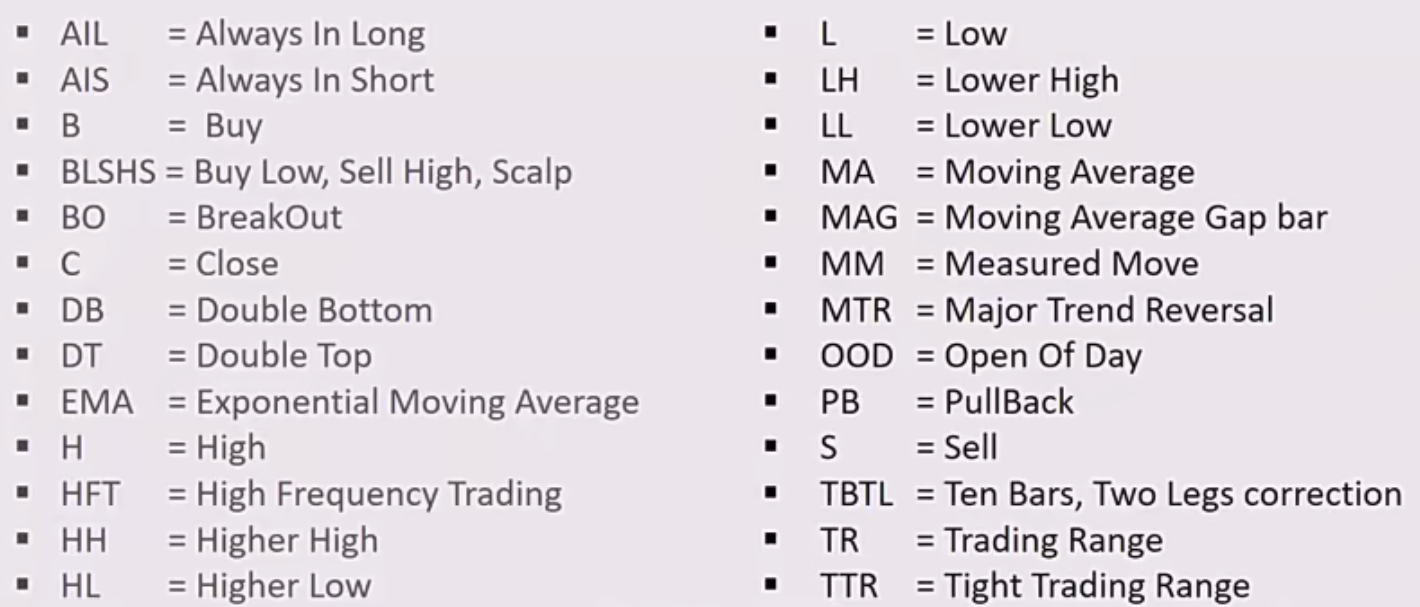 ▪ AIL = Always In Long
▪ AIS = Always In Short
▪ B = Buy
▪ BLSHS = Buy Low, Sell High, Scalp
▪ BO = BreakOut
▪ C = Close
▪ DB = Double Bottom
▪ DT = Double Top
▪ EMA = Exponential Moving Average
▪ H = High
▪ HFT = High Frequency Trading
▪ HH = Higher High
▪ HL = Higher Low
▪ L = Low
▪ LH = Lower High
▪ LL = Lower Low
▪ MA = Moving Average
▪ MAG = Moving Average Gap bar
▪ MM = Measured Move
▪ MTR = Major Trend Reversal
▪ OOD = Open Of Day
▪ PB = PullBack
▪ S = Sell
▪ TBTL = Ten Bars, Two Legs correction
▪ TR = Trading Range
▪ TTR = Tight Trading Range